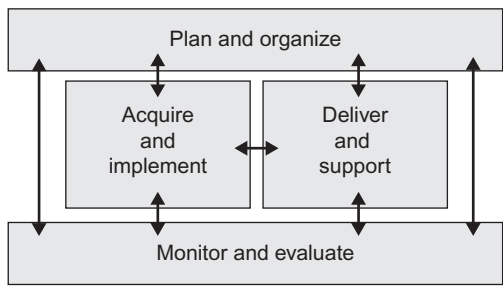 Plan and organize
Acquire
and
implement
Deliver
and
support
Monitor and evaluate